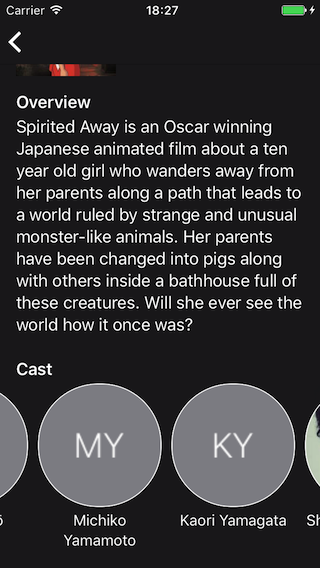 Carrier 18:27
Overview
Spirited Away is an Oscar winning
Japanese animated film about a ten
year old girl who wanders away from
her parents along a path that leads to
a world ruled by strange and unusual
monster-like animals. Her parents
have been changed into pigs along
with others inside a bathhouse full of
these creatures. Will she ever see the
world how it once was?
Cast
MY KY
Michiko Kaori Yamagata
Yamamoto